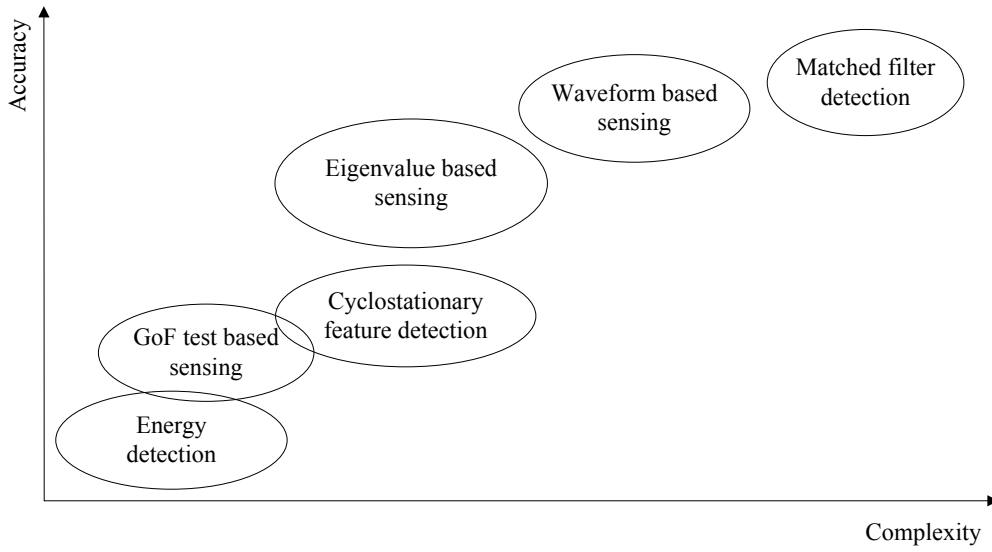 Accuracy
Matched filter
detection
Waveform based
sensing
Eigenvalue based
sensing
Cyclostationary
feature detection
GoF test based
sensing
Energy
detection
Complexity